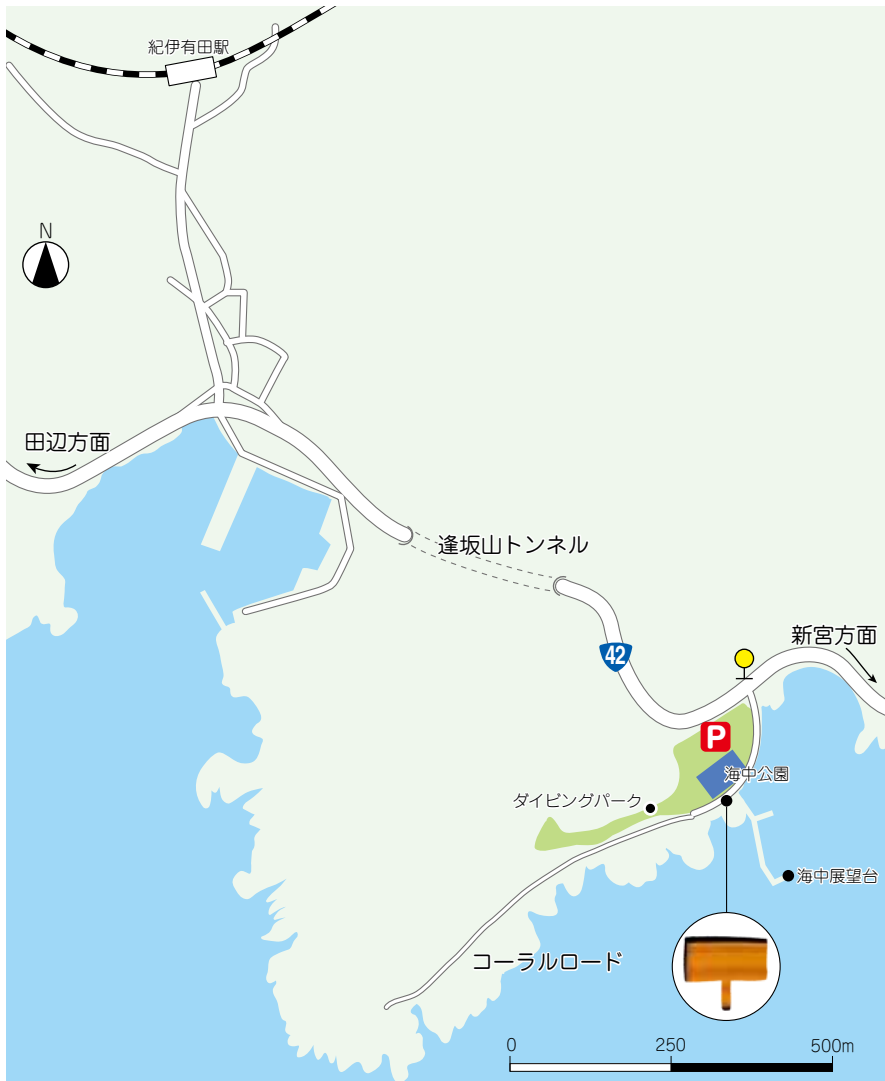 紀伊有田駅
N
田辺方面
逢坂山トンネル
新宮方面
42
P
海中公園
ダイビングパーク
海中展望台
コーラルロード
0 250 500m